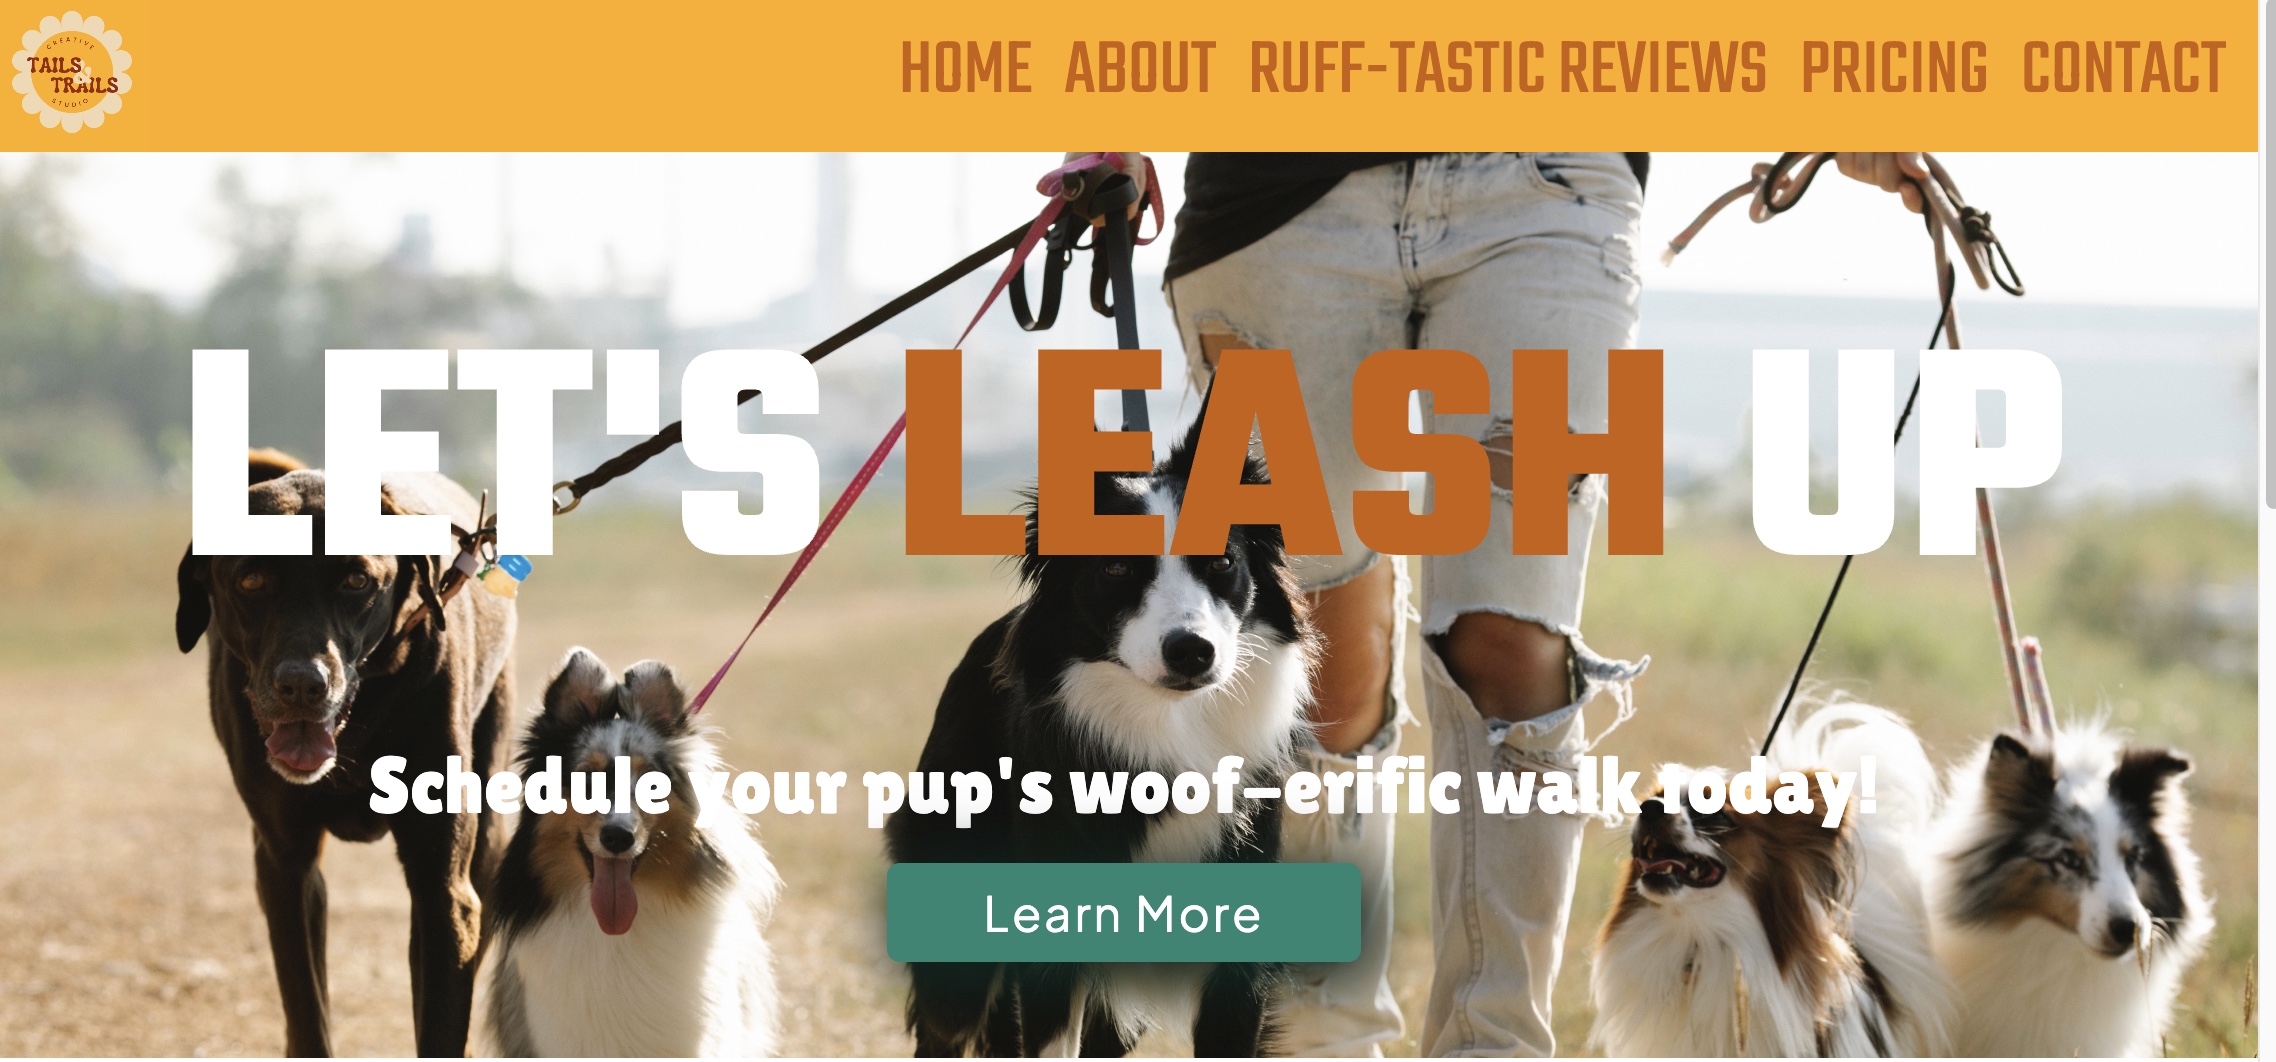 CREATIVE
TAILS &
TRAILS
STUDIO
HOME ABOUT RUFF-TASTIC REVIEWS PRICING CONTACT
LET'S LEASH UP
Schedule your pup's woof-erific walk today!
Learn More